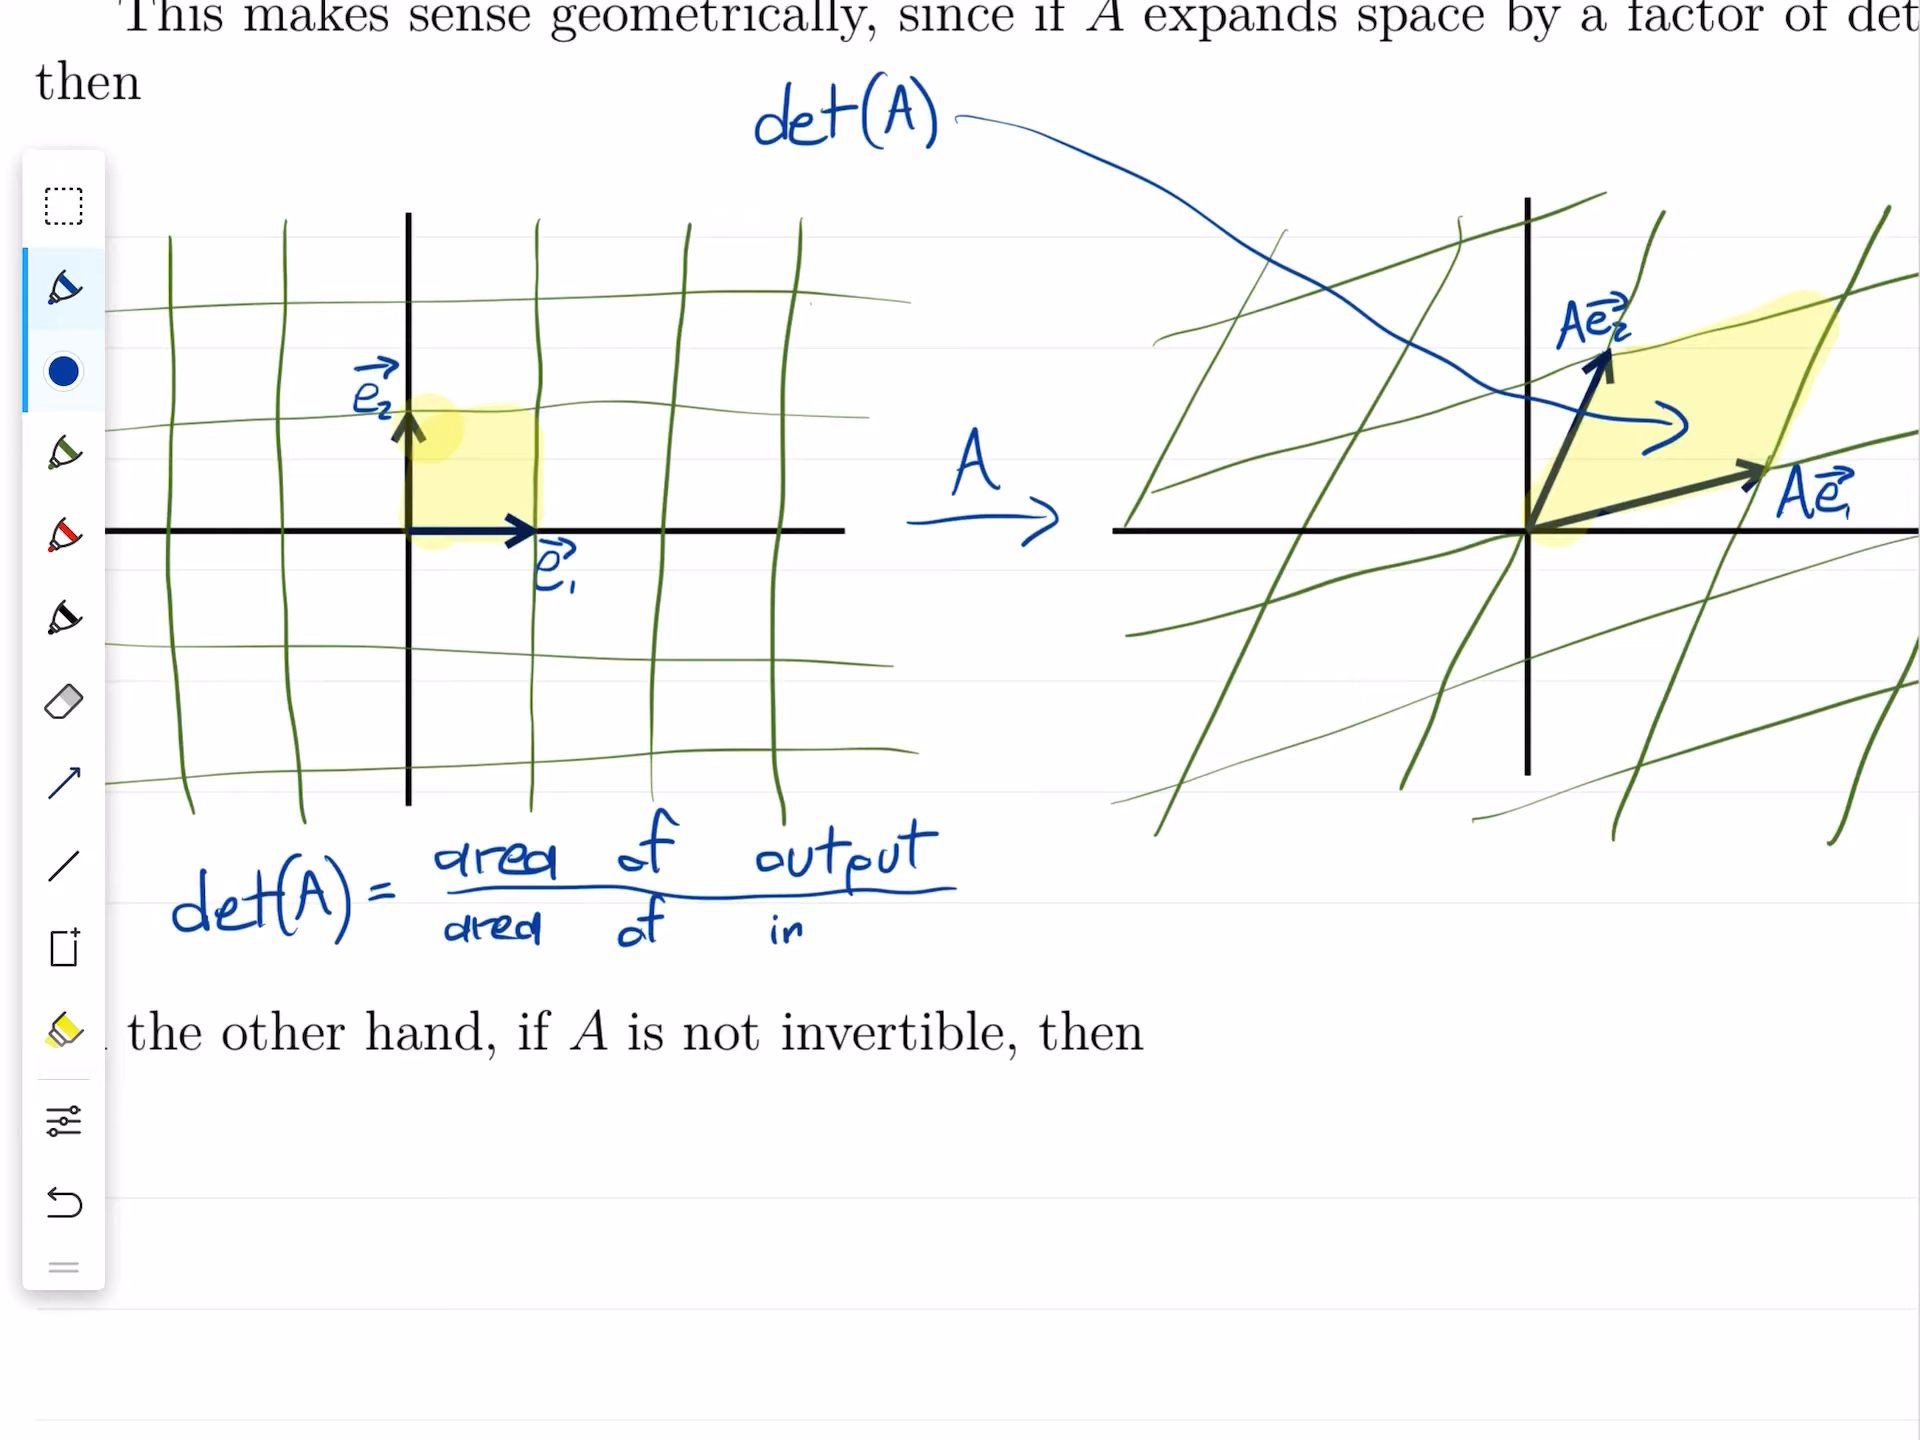 This makes sense geometrically, since if A expands space by a factor of det
then
det(A)
Ae⃗₂
e⃗₂
A
Ae⃗₁
e⃗₁
det(A) = area of output
area of in
the other hand, if A is not invertible, then